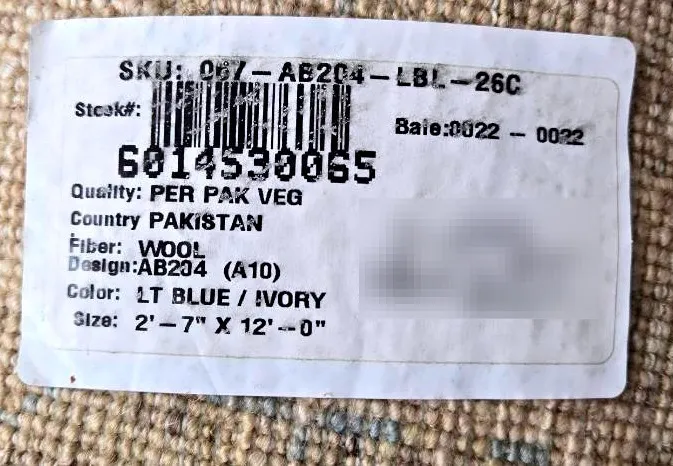 SKU: 067-AB204-LBL-26C
Stock#:
Bale:0022 - 0022
6014530065
Quality: PER PAK VEG
Country PAKISTAN
Fiber: WOOL
Design:AB204 (A10)
Color: LT BLUE / IVORY
Size: 2'-7" X 12'-0"